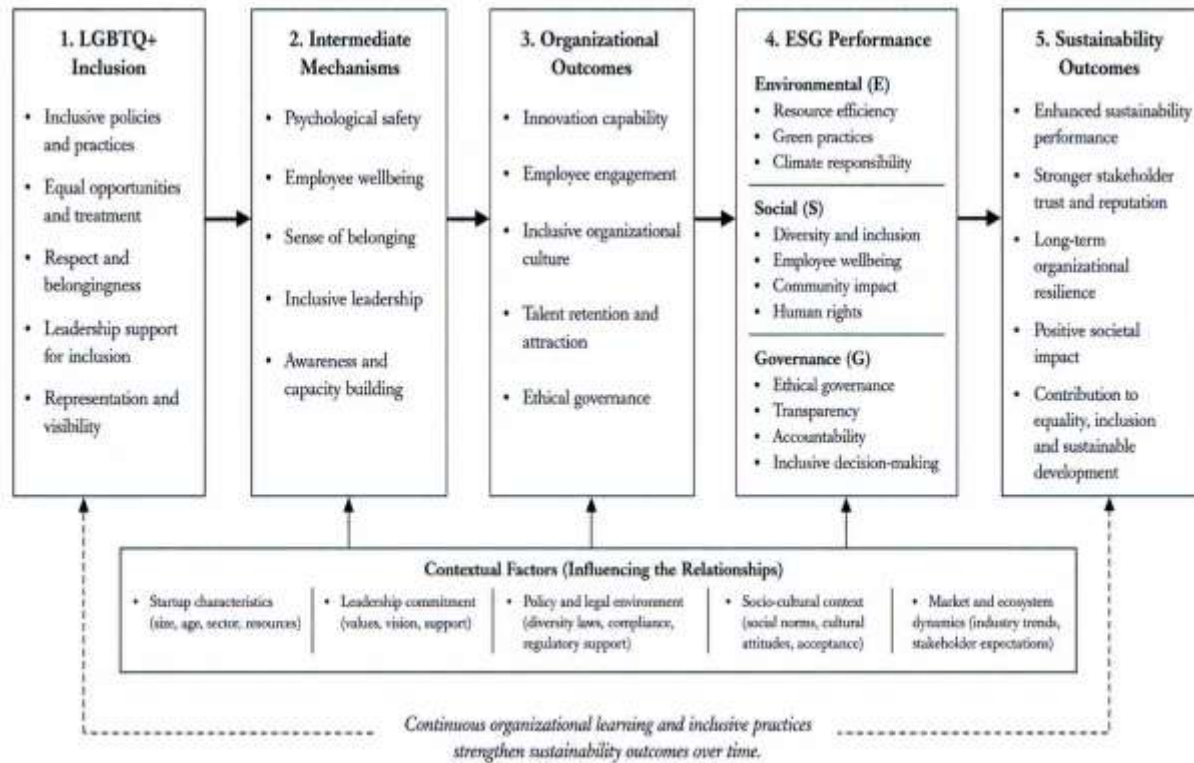 1. LGBTQ+
Inclusion
• Inclusive policies
and practices
• Equal opportunities
and treatment
• Respect and
belongingness
• Leadership support
for inclusion
• Representation and
visibility
2. Intermediate
Mechanisms
• Psychological safety
• Employee wellbeing
• Sense of belonging
• Inclusive leadership
• Awareness and
capacity building
3. Organizational
Outcomes
• Innovation capability
• Employee engagement
• Inclusive organizational
culture
• Talent retention and
attraction
• Ethical governance
4. ESG Performance
Environmental (E)
• Resource efficiency
• Green practices
• Climate responsibility
Social (S)
• Diversity and inclusion
• Employee wellbeing
• Community impact
• Human rights
Governance (G)
• Ethical governance
• Transparency
• Accountability
• Inclusive decision-making
5. Sustainability
Outcomes
• Enhanced sustainability
performance
• Stronger stakeholder
trust and reputation
• Long-term
organizational
resilience
• Positive societal
impact
• Contribution to
equality, inclusion
and sustainable
development
Contextual Factors (Influencing the Relationships)
• Startup characteristics
(size, age, sector, resources)
• Leadership commitment
(values, vision, support)
• Policy and legal environment
(diversity laws, compliance,
regulatory support)
• Socio-cultural context
(social norms, cultural
attitudes, acceptance)
• Market and ecosystem
dynamics (industry trends,
stakeholder expectations)
Continuous organizational learning and inclusive practices
strengthen sustainability outcomes over time.